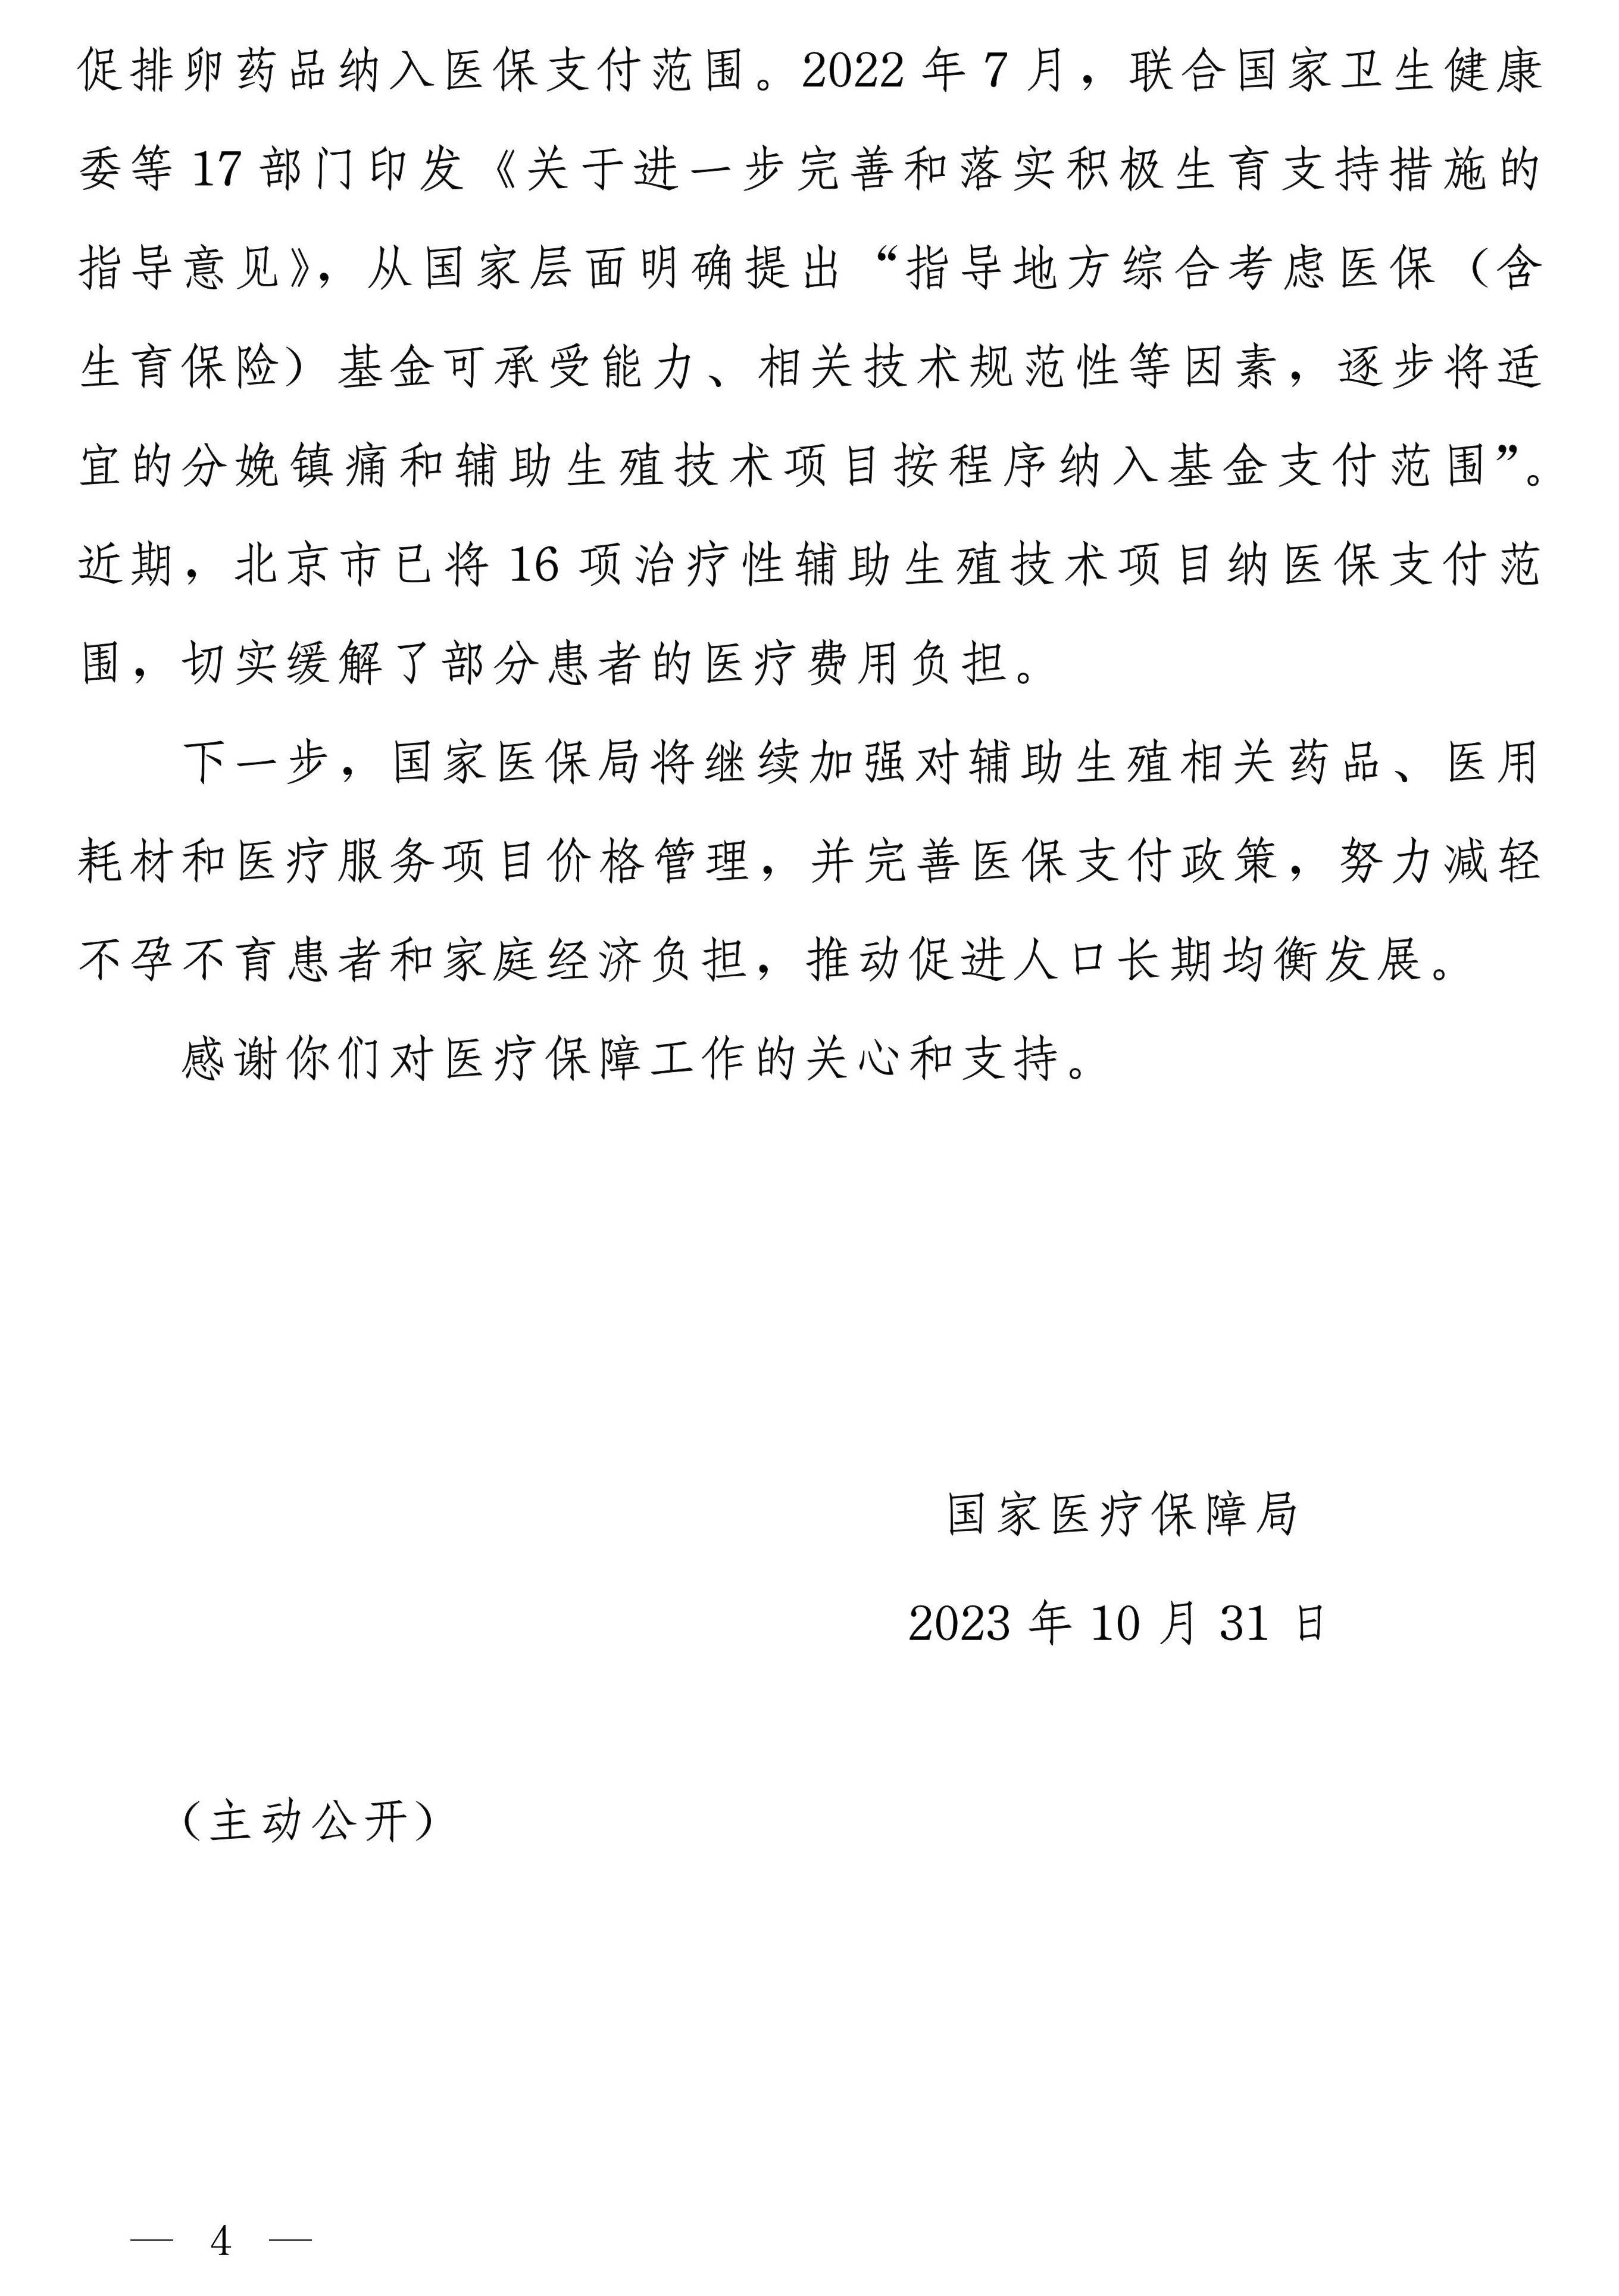 促排卵药品纳入医保支付范围。2022 年 7 月，联合国家卫生健康
委等 17 部门印发《关于进一步完善和落实积极生育支持措施的
指导意见》，从国家层面明确提出“指导地方综合考虑医保（含
生育保险）基金可承受能力、相关技术规范性等因素，逐步将适
宜的分娩镇痛和辅助生殖技术项目按程序纳入基金支付范围”。
近期，北京市已将 16 项治疗性辅助生殖技术项目纳医保支付范
围，切实缓解了部分患者的医疗费用负担。
下一步，国家医保局将继续加强对辅助生殖相关药品、医用
耗材和医疗服务项目价格管理，并完善医保支付政策，努力减轻
不孕不育患者和家庭经济负担，推动促进人口长期均衡发展。
感谢你们对医疗保障工作的关心和支持。
国家医疗保障局
2023 年 10 月 31 日
（主动公开）
— 4 —